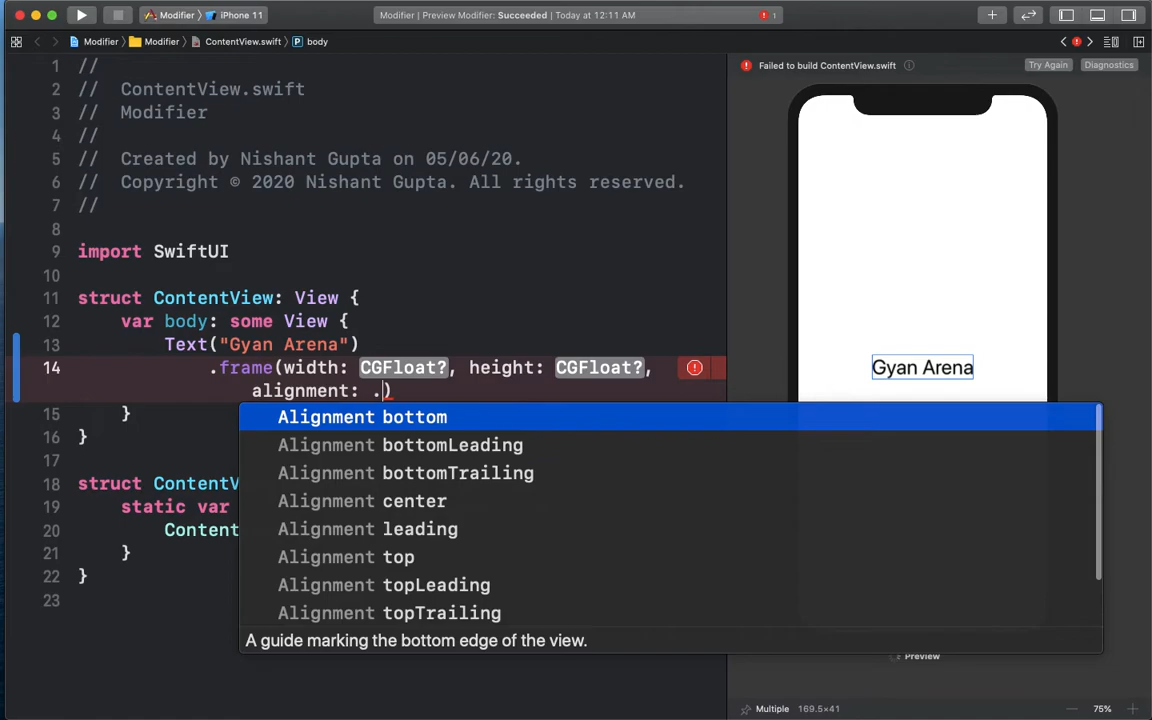 Modifier iPhone 11
Modifier | Preview Modifier: Succeeded | Today at 12:11 AM 1
Modifier Modifier ContentView.swift P body
1 //
2 // ContentView.swift
3 // Modifier
4 //
5 // Created by Nishant Gupta on 05/06/20.
6 // Copyright © 2020 Nishant Gupta. All rights reserved.
7 //
8
9 import SwiftUI
10
11 struct ContentView: View {
12 var body: some View {
13 Text("Gyan Arena")
14 .frame(width: CGFloat?, height: CGFloat?,
alignment: .)
15 }
16 }
17
18 struct ContentV
19 static var
20 Content
21 }
22 }
23
Alignment bottom
Alignment bottomLeading
Alignment bottomTrailing
Alignment center
Alignment leading
Alignment top
Alignment topLeading
Alignment topTrailing
A guide marking the bottom edge of the view.
Failed to build ContentView.swift Try Again Diagnostics
Gyan Arena
Preview
Multiple 169.5×41 75%